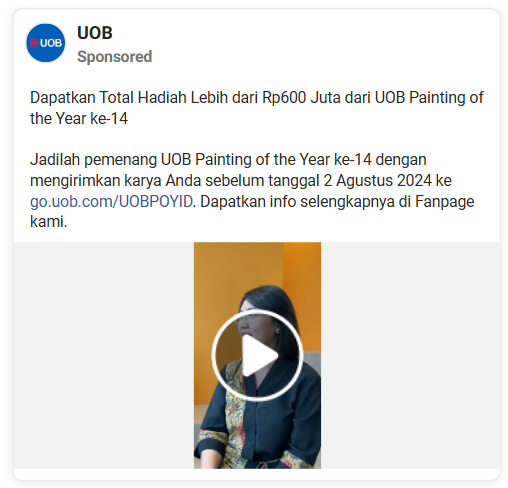 UOB
UOB
Sponsored
Dapatkan Total Hadiah Lebih dari Rp600 Juta dari UOB Painting of
the Year ke-14
Jadilah pemenang UOB Painting of the Year ke-14 dengan
mengirimkan karya Anda sebelum tanggal 2 Agustus 2024 ke
go.uob.com/UOBPOYID. Dapatkan info selengkapnya di Fanpage
kami.